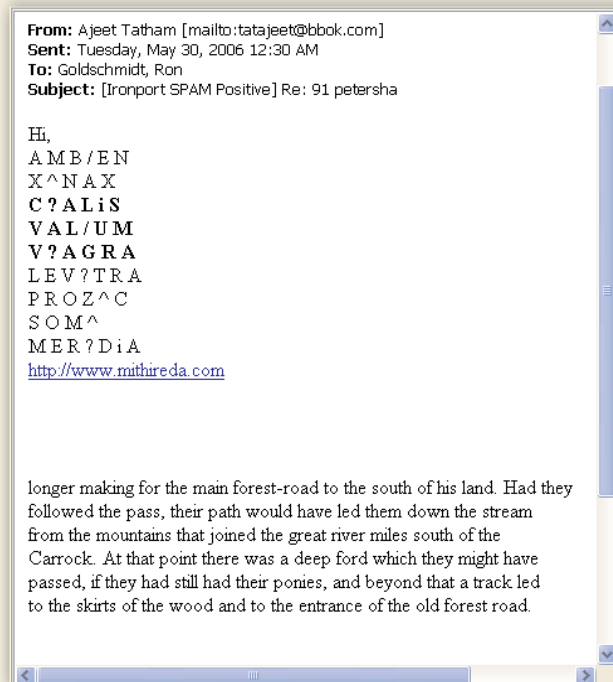 From: Ajeet Tatham [mailto:tatajeet@bbok.com]
Sent: Tuesday, May 30, 2006 12:30 AM
To: Goldschmidt, Ron
Subject: [Ironport SPAM Positive] Re: 91 petersha
Hi,
A M B / E N
X ^ N A X
C ? A L i S
V A L / U M
V ? A G R A
L E V ? T R A
P R O Z ^ C
S O M ^
M E R ? D i A
http://www.mithireda.com
longer making for the main forest-road to the south of his land. Had they
followed the pass, their path would have led them down the stream
from the mountains that joined the great river miles south of the
Carrock. At that point there was a deep ford which they might have
passed, if they had still had their ponies, and beyond that a track led
to the skirts of the wood and to the entrance of the old forest road.